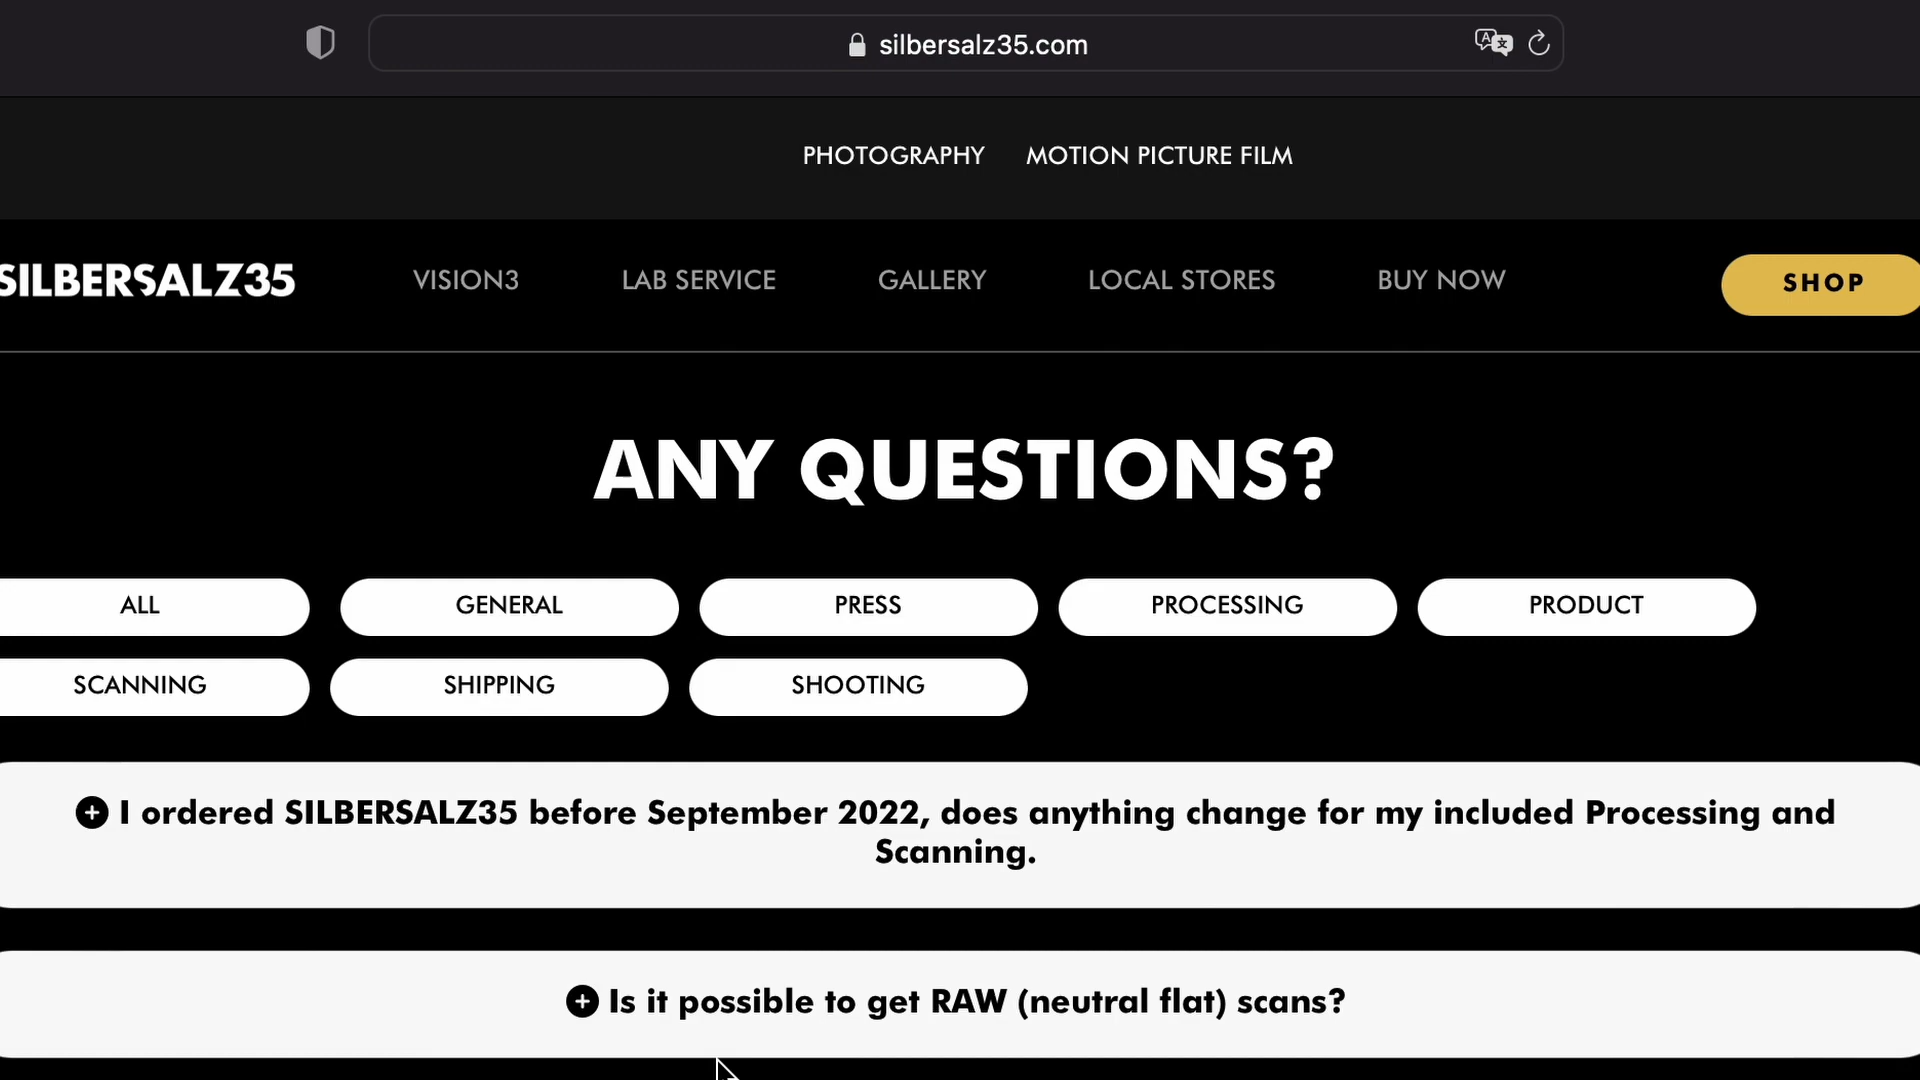 silbersalz35.com
PHOTOGRAPHY MOTION PICTURE FILM
SILBERSALZ35 VISION3 LAB SERVICE GALLERY LOCAL STORES BUY NOW SHOP
ANY QUESTIONS?
ALL GENERAL PRESS PROCESSING PRODUCT
SCANNING SHIPPING SHOOTING
I ordered SILBERSALZ35 before September 2022, does anything change for my included Processing and
Scanning.
Is it possible to get RAW (neutral flat) scans?